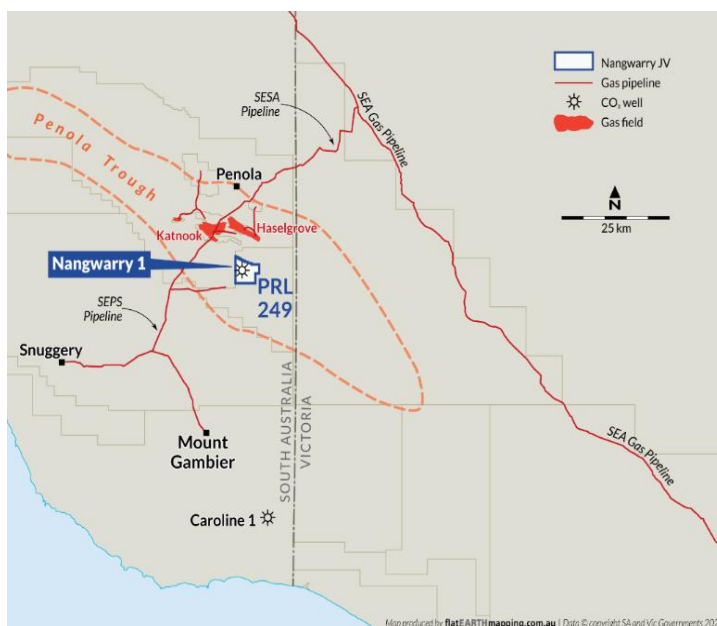 Nangwarry JV
Gas pipeline
CO₂ well
Gas field
N
25 km
SESA
Pipeline
SEA Gas Pipeline
Penola Trough
Penola
Katnook
Haselgrove
Nangwarry 1
PRL
249
SEPS
Pipeline
Snuggery
Mount
Gambier
SOUTH AUSTRALIA
VICTORIA
SEA Gas Pipeline
Caroline 1
Map produced by flatEARTHmapping.com.au | Data © copyright SA and Vic Governments